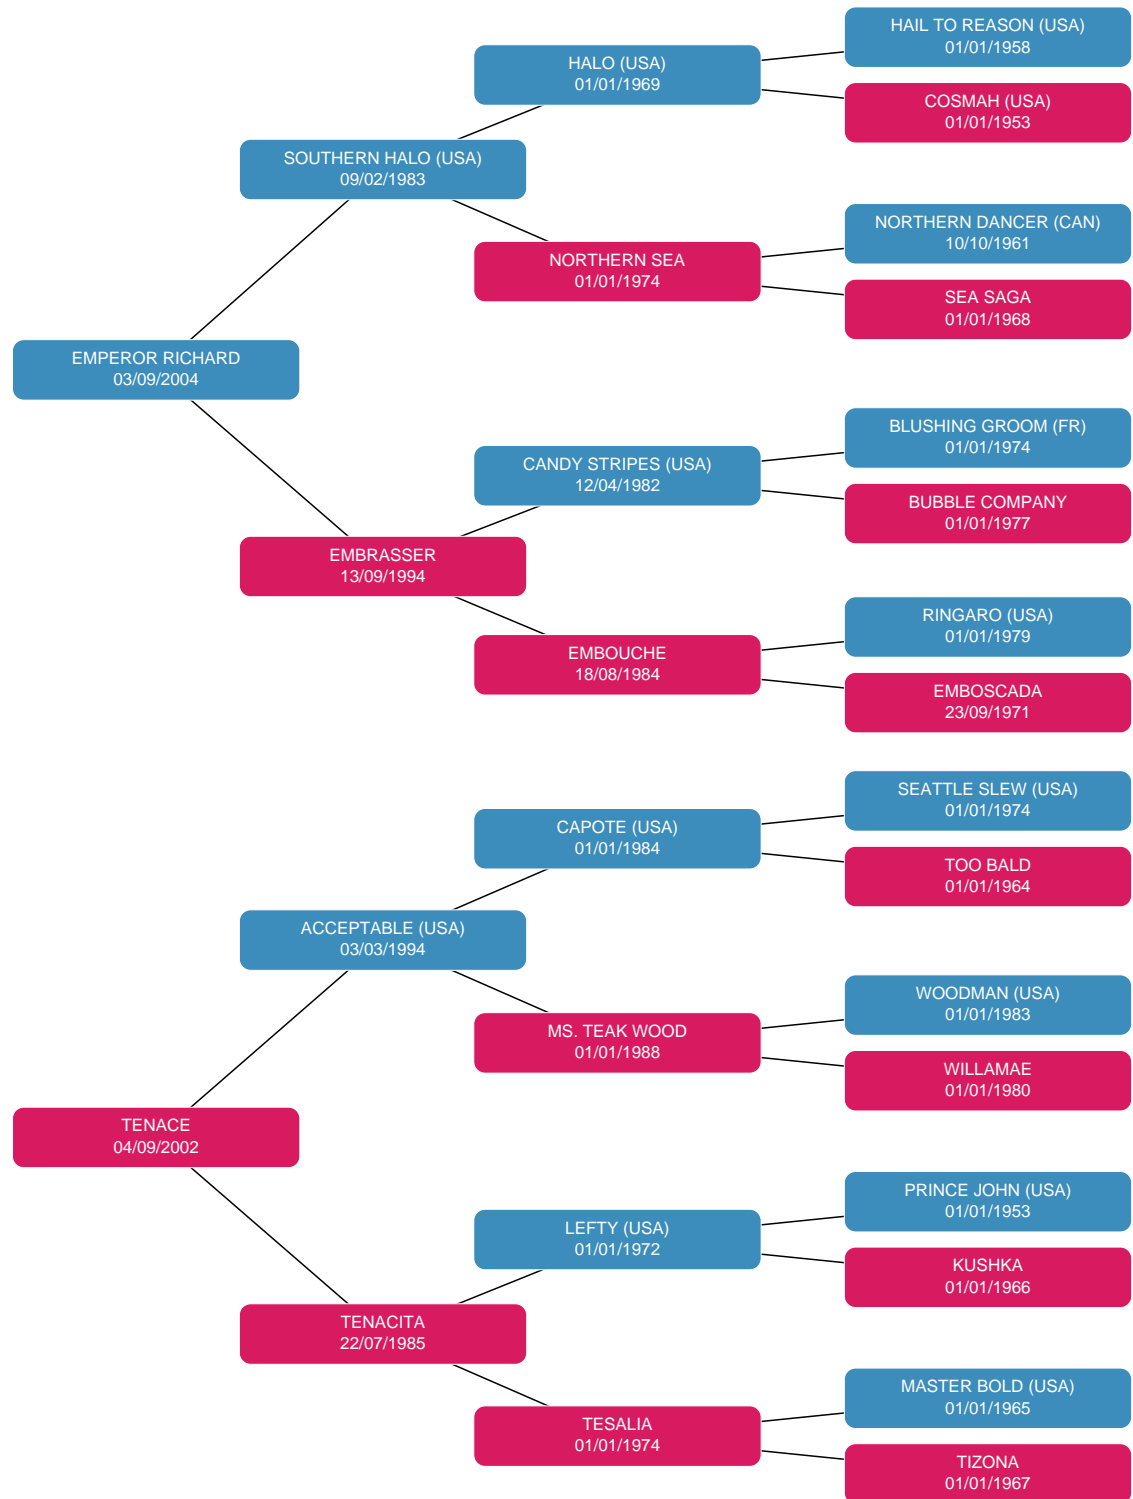 HAIL TO REASON (USA)
01/01/1958
HALO (USA)
01/01/1969
COSMAH (USA)
01/01/1953
SOUTHERN HALO (USA)
09/02/1983
NORTHERN DANCER (CAN)
10/10/1961
NORTHERN SEA
01/01/1974
SEA SAGA
01/01/1968
EMPEROR RICHARD
03/09/2004
BLUSHING GROOM (FR)
01/01/1974
CANDY STRIPES (USA)
12/04/1982
BUBBLE COMPANY
01/01/1977
EMBRASSER
13/09/1994
RINGARO (USA)
01/01/1979
EMBOUCHE
18/08/1984
EMBOSCADA
23/09/1971
SEATTLE SLEW (USA)
01/01/1974
CAPOTE (USA)
01/01/1984
TOO BALD
01/01/1964
ACCEPTABLE (USA)
03/03/1994
WOODMAN (USA)
01/01/1983
MS. TEAK WOOD
01/01/1988
WILLAMAE
01/01/1980
TENACE
04/09/2002
PRINCE JOHN (USA)
01/01/1953
LEFTY (USA)
01/01/1972
KUSHKA
01/01/1966
TENACITA
22/07/1985
MASTER BOLD (USA)
01/01/1965
TESALIA
01/01/1974
TIZONA
01/01/1967